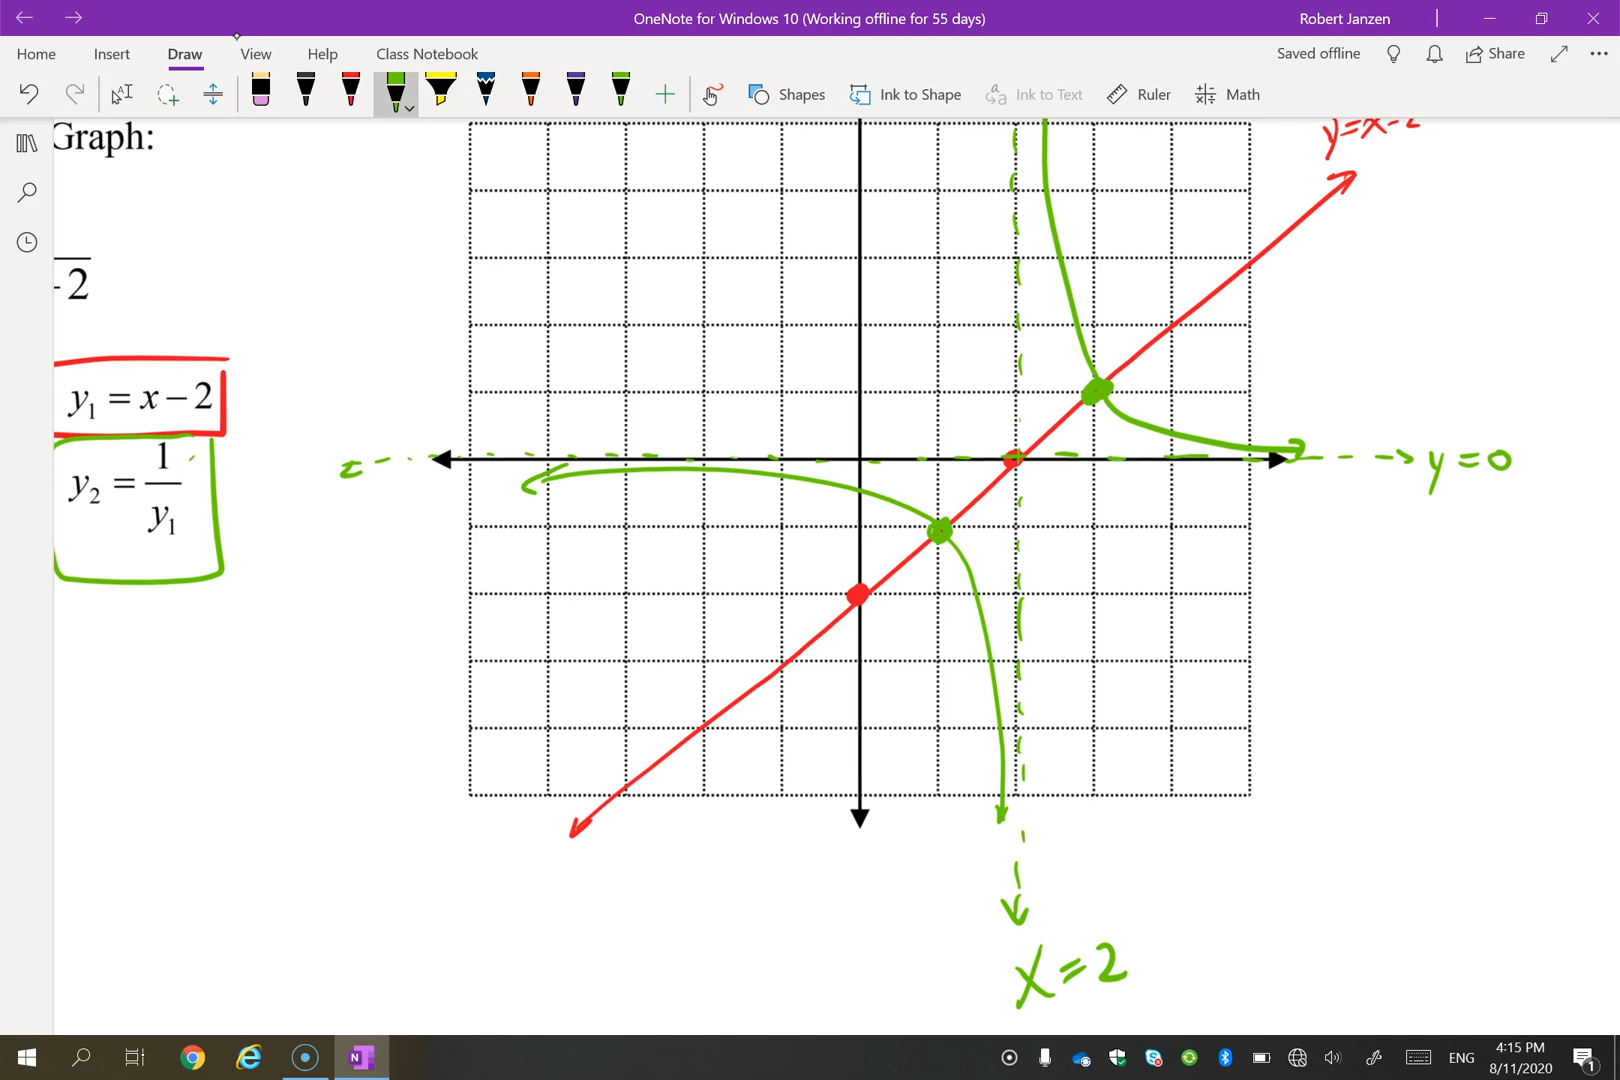 OneNote for Windows 10 (Working offline for 55 days)
Robert Janzen
Home Insert Draw View Help Class Notebook
Saved offline
Share
Shapes Ink to Shape Ink to Text Ruler Math
Graph:
y=x-2
-2
y₁ = x – 2
y₂ = 1/y₁
y=0
x=2
ENG
4:15 PM
8/11/2020
1